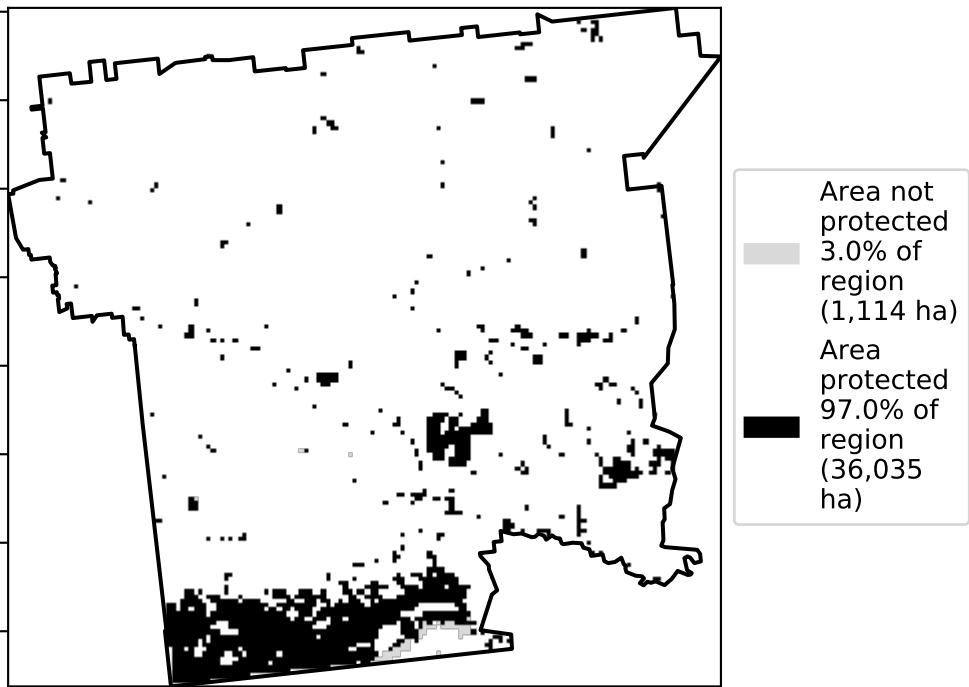 Area not
protected
3.0% of
region
(1,114 ha)
Area
protected
97.0% of
region
(36,035
ha)